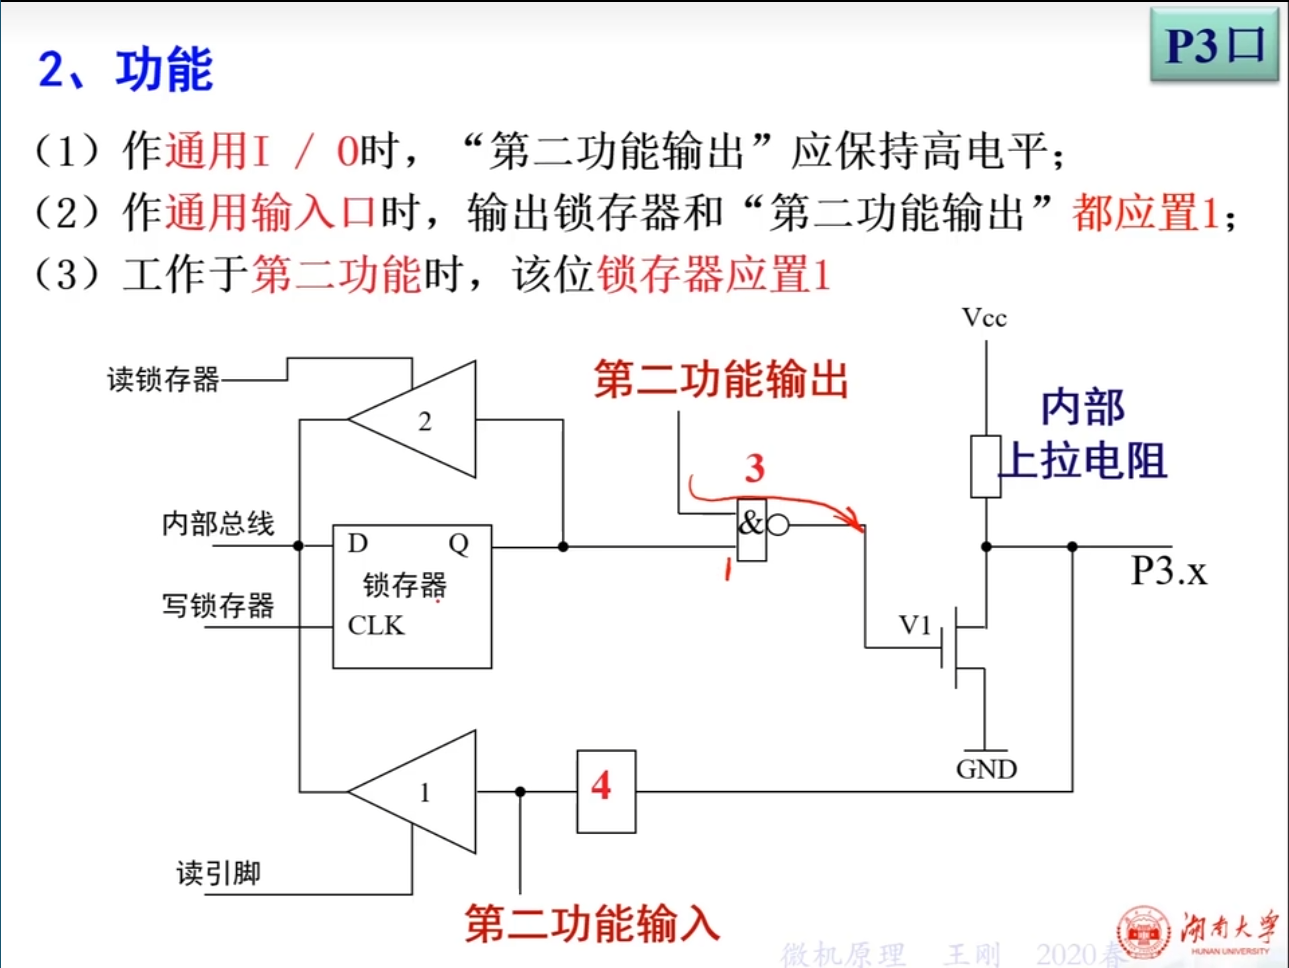 P3口
2、功能
（1）作通用I / O时，“第二功能输出”应保持高电平；
（2）作通用输入口时，输出锁存器和“第二功能输出”都应置1；
（3）工作于第二功能时，该位锁存器应置1
Vcc
读锁存器
2
第二功能输出
内部
上拉电阻
3
内部总线
D
Q
&
锁存器
1
P3.x
写锁存器
CLK
V1
GND
1
4
读引脚
第二功能输入
湖南大学
HUNAN UNIVERSITY
微机原理 王刚 2020春